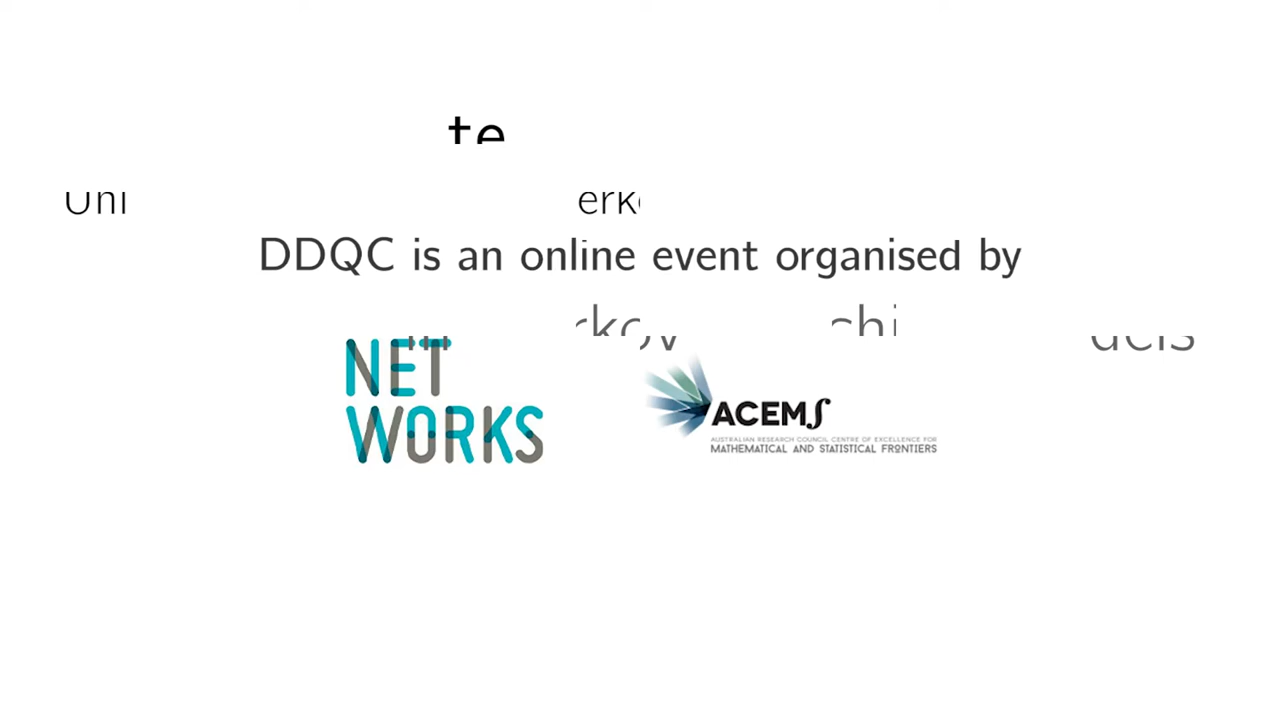 DDQC is an online event organised by
NET
WORKS
ACEMS
AUSTRALIAN RESEARCH COUNCIL CENTRE OF EXCELLENCE FOR
MATHEMATICAL AND STATISTICAL FRONTIERS